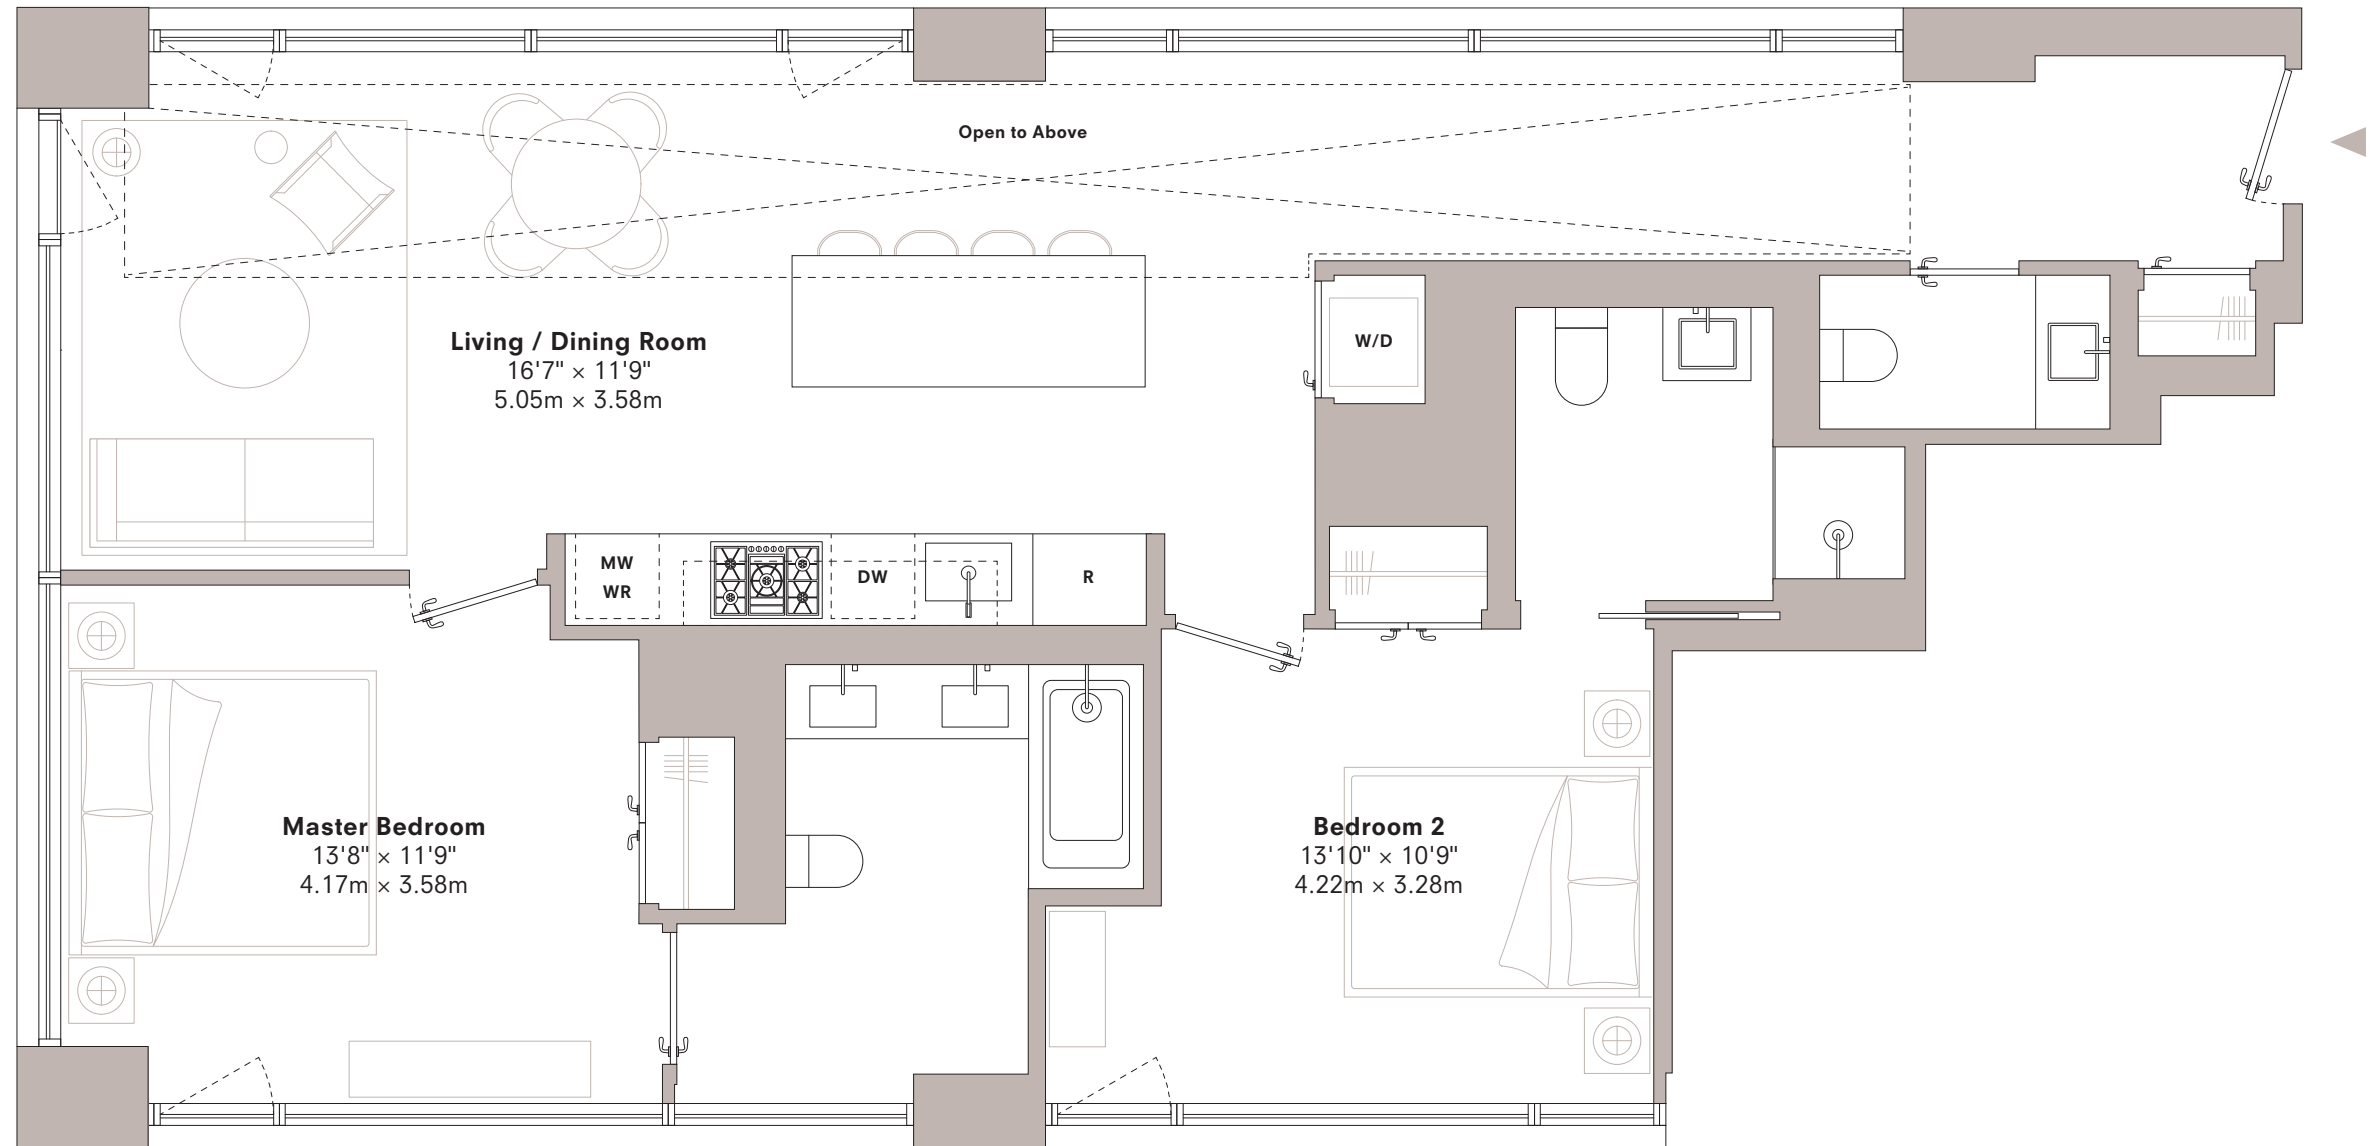 Open to Above
Living / Dining Room
16'7" × 11'9"
5.05m × 3.58m
W/D
MW
WR
DW
R
Master Bedroom
13'8" × 11'9"
4.17m × 3.58m
Bedroom 2
13'10" × 10'9"
4.22m × 3.28m